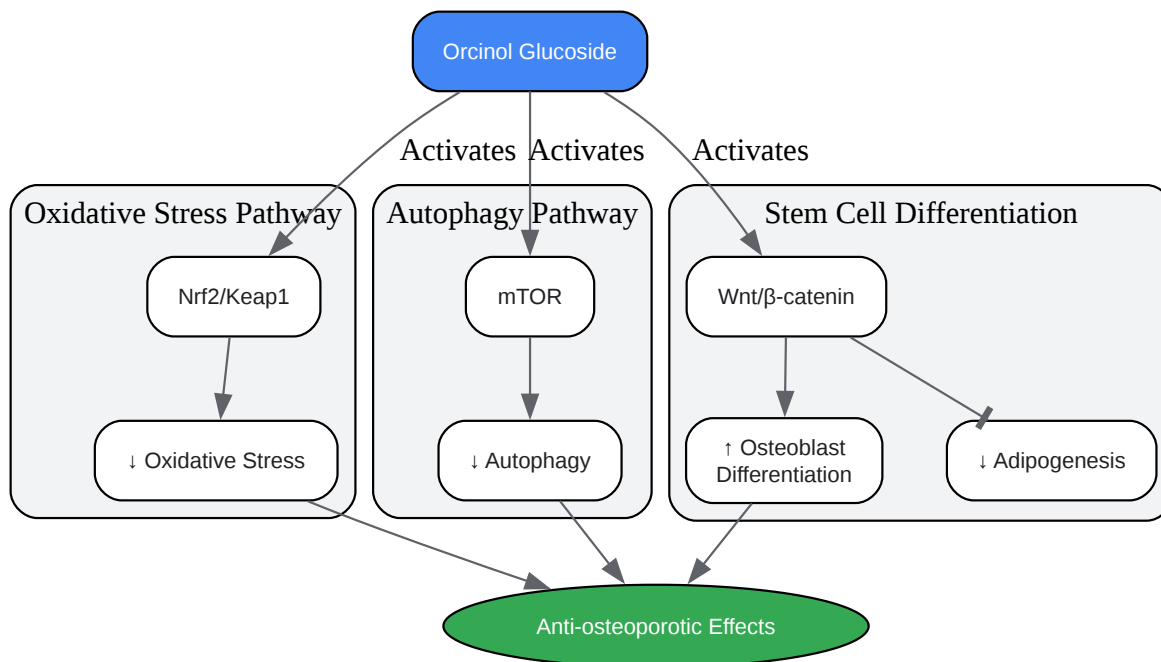 Orcinol Glucoside
Activates
Activates
Activates
Oxidative Stress Pathway
Autophagy Pathway
Stem Cell Differentiation
Nrf2/Keap1
mTOR
Wnt/β-catenin
↓ Oxidative Stress
↓ Autophagy
↑ Osteoblast
Differentiation
↓ Adipogenesis
Anti-osteoporotic Effects